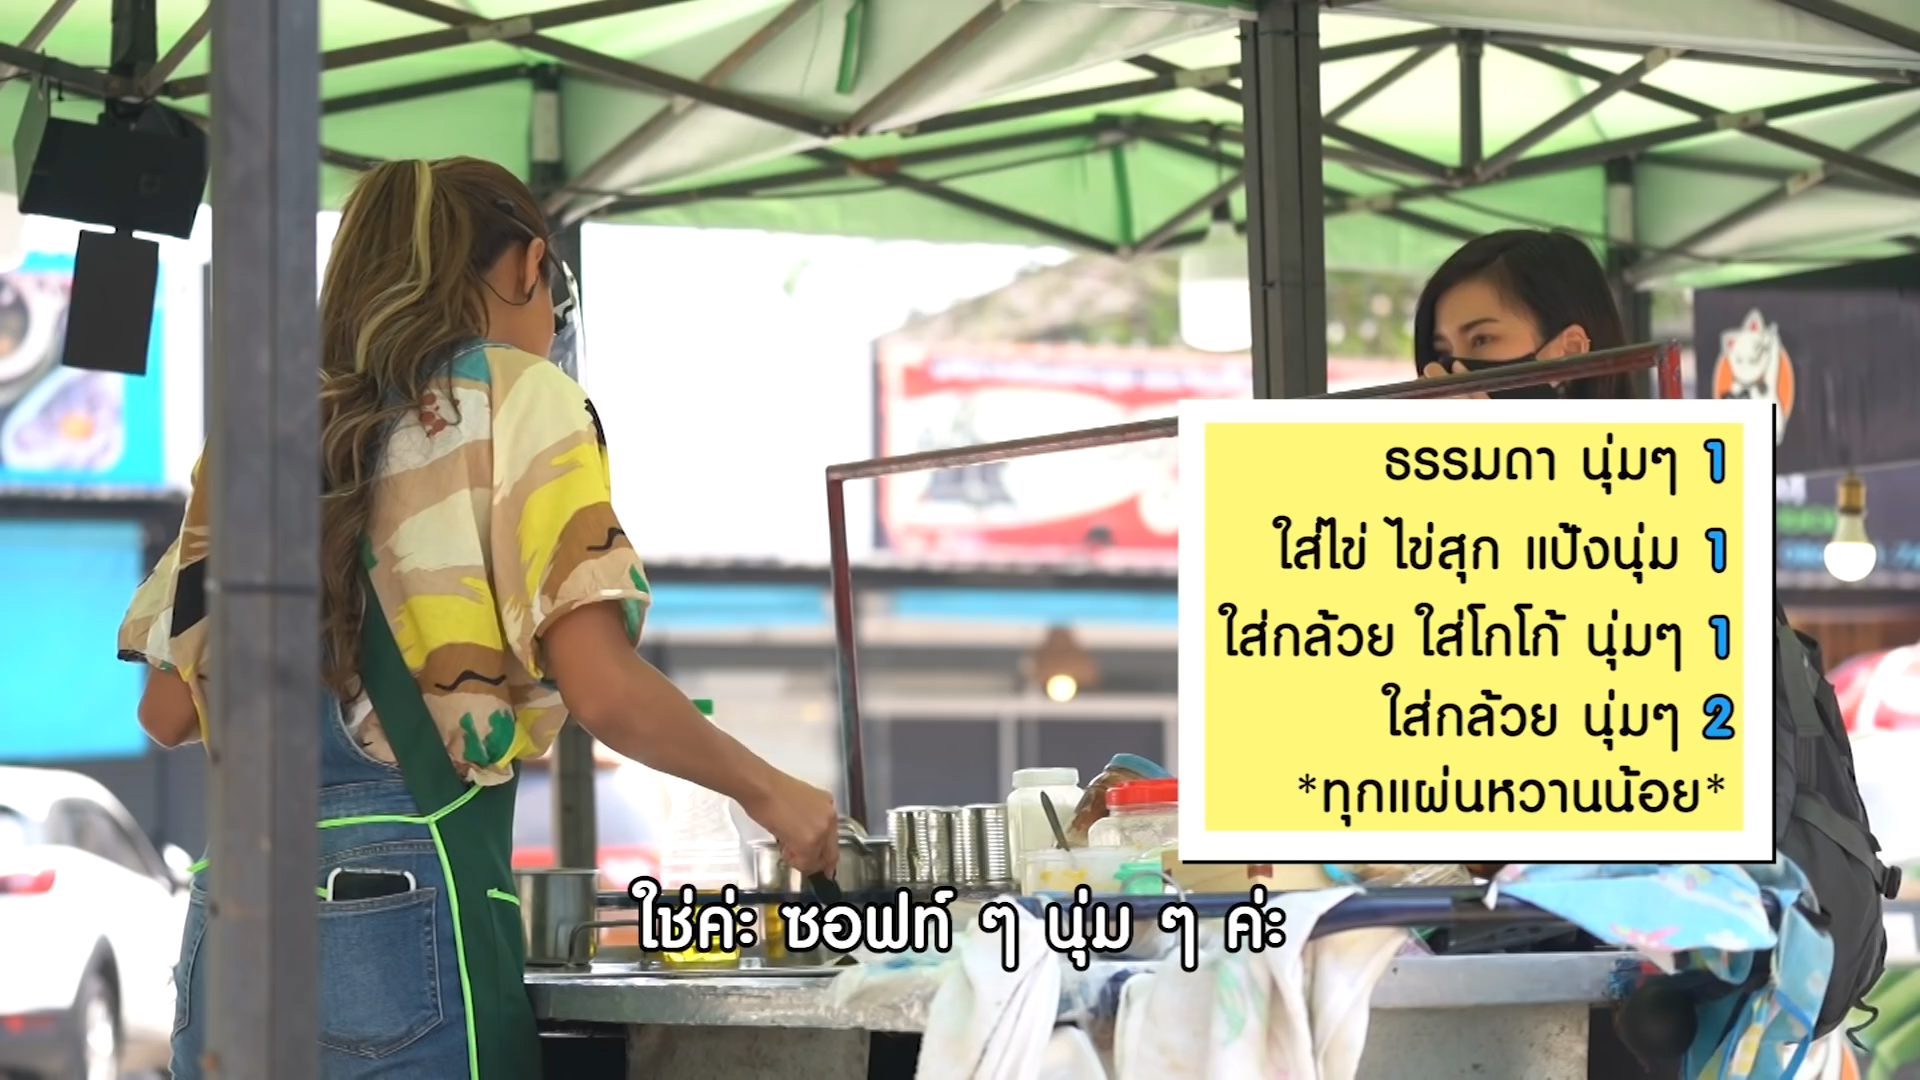 ธรรมดา นุ่มๆ 1
ใส่ไข่ ไข่สุก แป้งนุ่ม 1
ใส่กล้วย ใส่โกโก้ นุ่มๆ 1
ใส่กล้วย นุ่มๆ 2
*ทุกแผ่นหวานน้อย*
ใช่ค่ะ ซอฟท์ ๆ นุ่ม ๆ ค่ะ